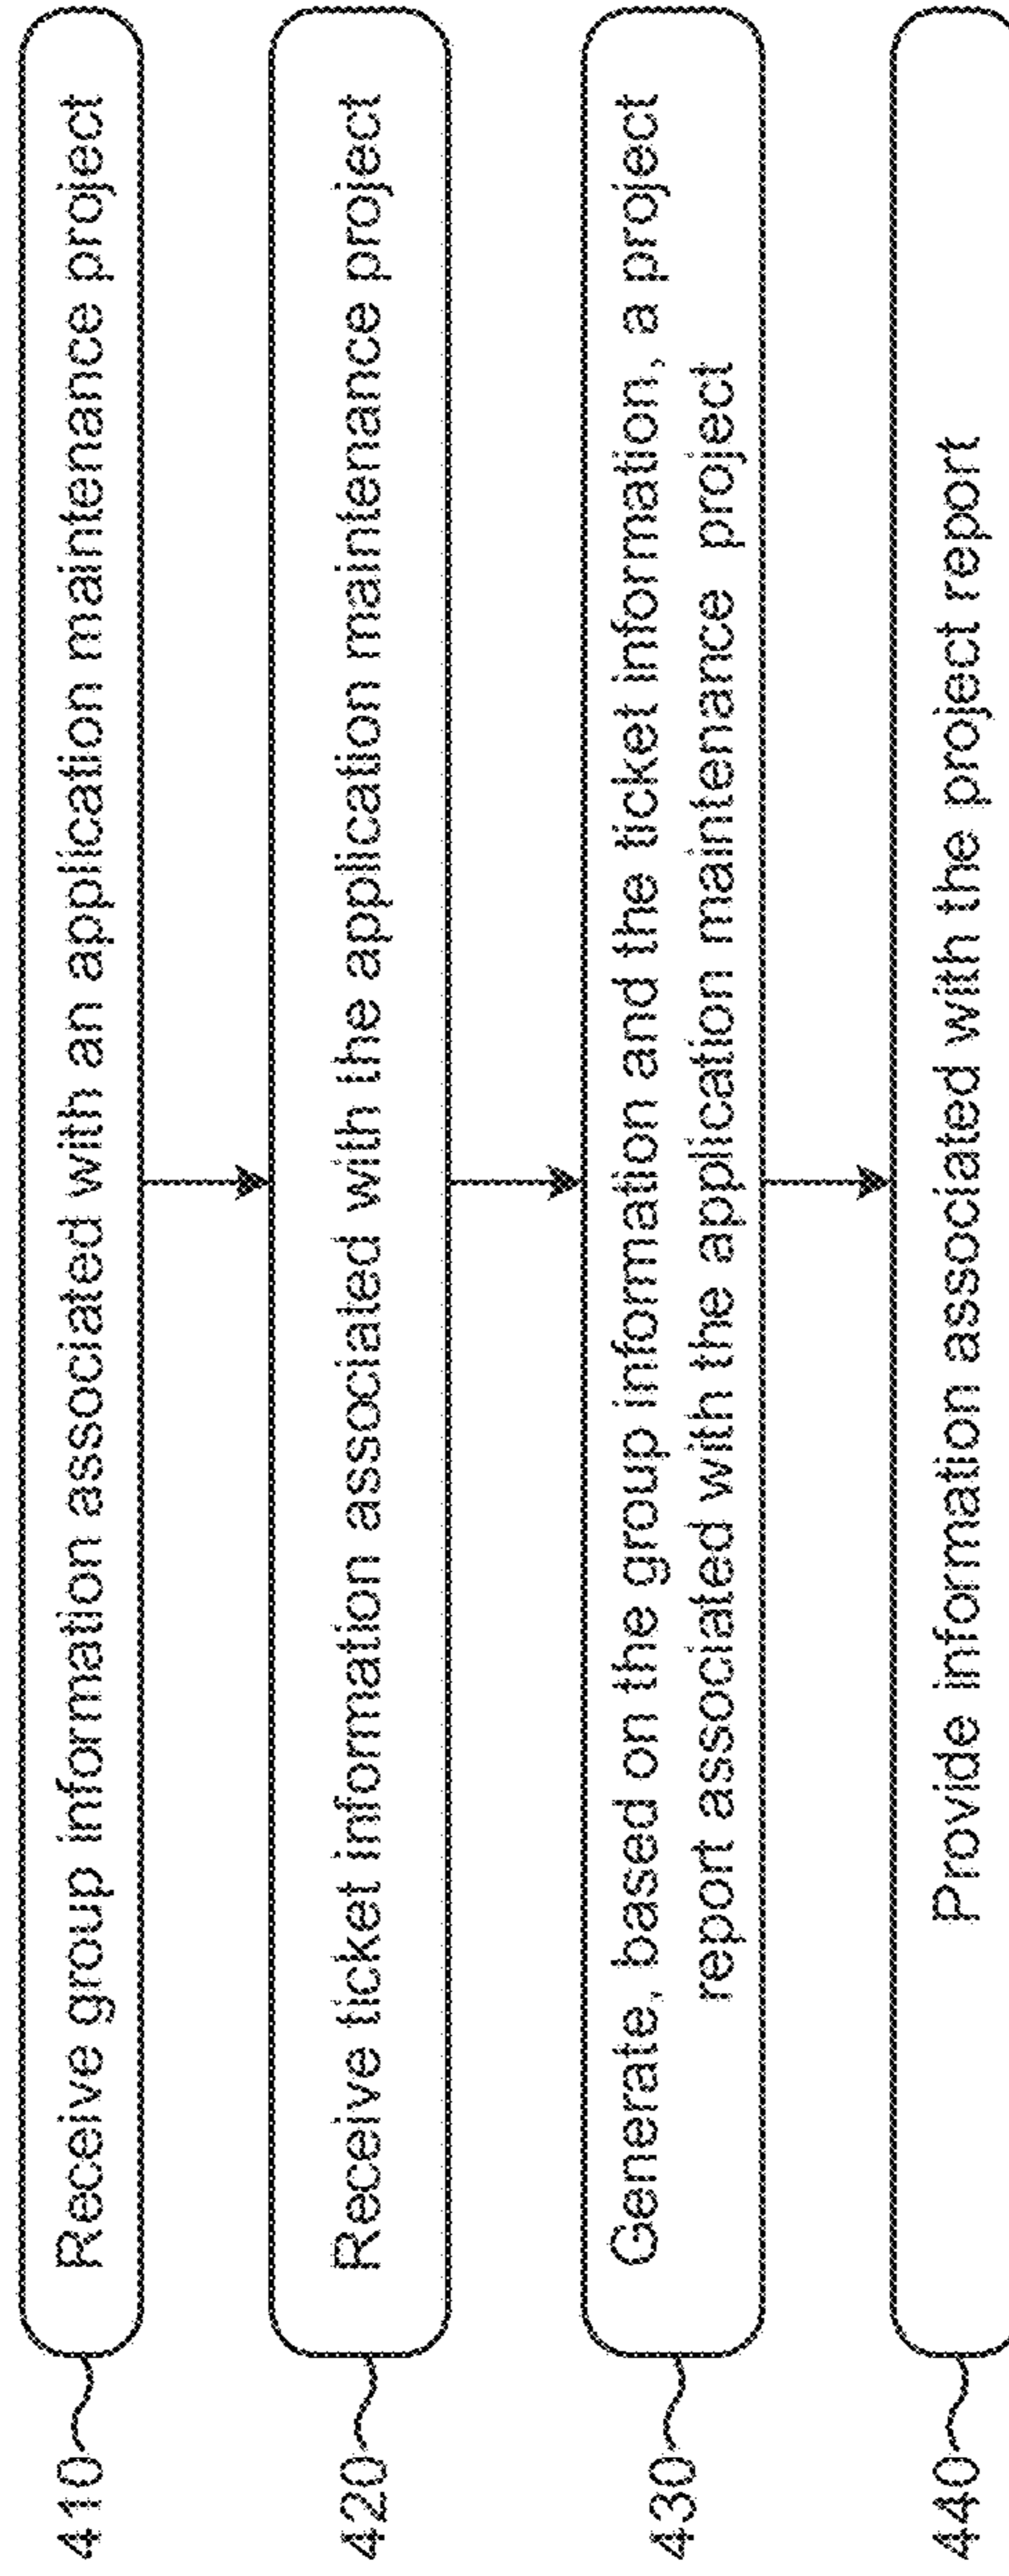 410
Receive group information associated with an application maintenance project
420
Receive ticket information associated with the application maintenance project
430
Generate, based on the group information and the ticket information, a project
report associated with the application maintenance project
440
Provide information associated with the project report